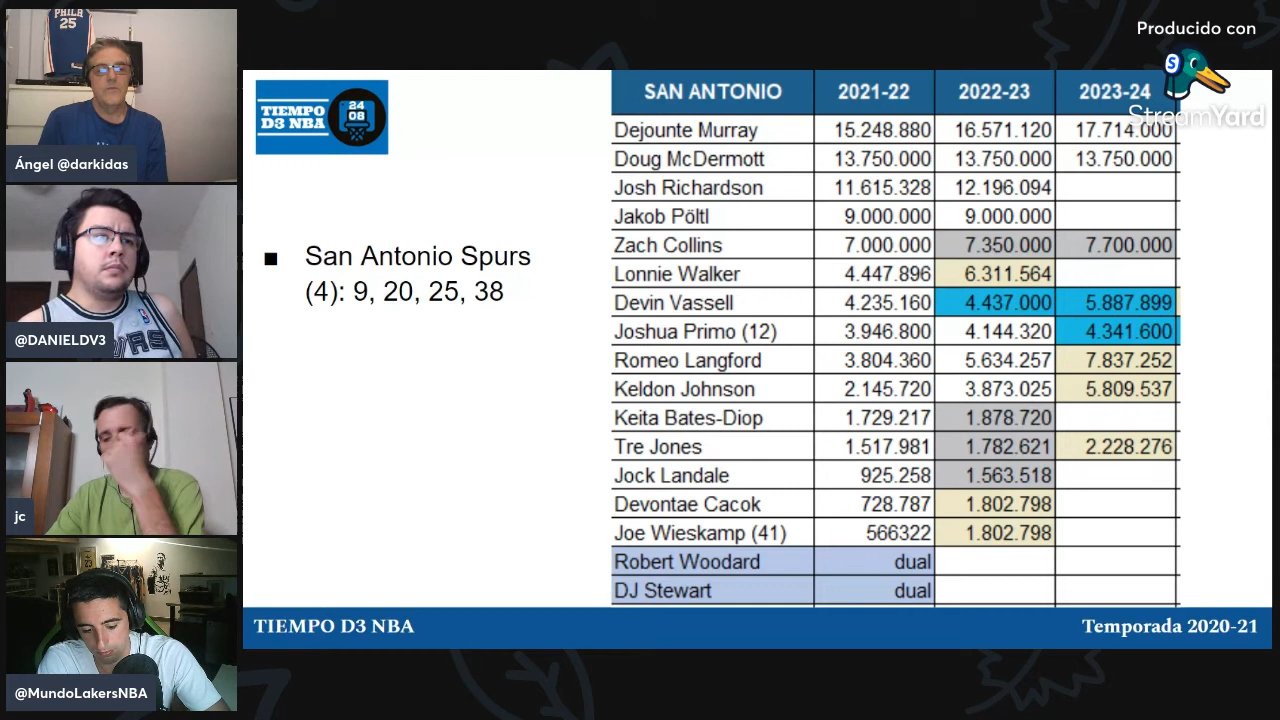 PHILA
25
Ángel @darkidas
@DANIELDV3
jc
@MundoLakersNBA
Producido con
StreamYard
TIEMPO
D3 NBA
24
08
San Antonio Spurs
(4): 9, 20, 25, 38
SAN ANTONIO 2021-22 2022-23 2023-24
Dejounte Murray 15.248.880 16.571.120 17.714.000
Doug McDermott 13.750.000 13.750.000 13.750.000
Josh Richardson 11.615.328 12.196.094
Jakob Pöltl 9.000.000 9.000.000
Zach Collins 7.000.000 7.350.000 7.700.000
Lonnie Walker 4.447.896 6.311.564
Devin Vassell 4.235.160 4.437.000 5.887.899
Joshua Primo (12) 3.946.800 4.144.320 4.341.600
Romeo Langford 3.804.360 5.634.257 7.837.252
Keldon Johnson 2.145.720 3.873.025 5.809.537
Keita Bates-Diop 1.729.217 1.878.720
Tre Jones 1.517.981 1.782.621 2.228.276
Jock Landale 925.258 1.563.518
Devontae Cacok 728.787 1.802.798
Joe Wieskamp (41) 566322 1.802.798
Robert Woodard dual
DJ Stewart dual
TIEMPO D3 NBA
Temporada 2020-21